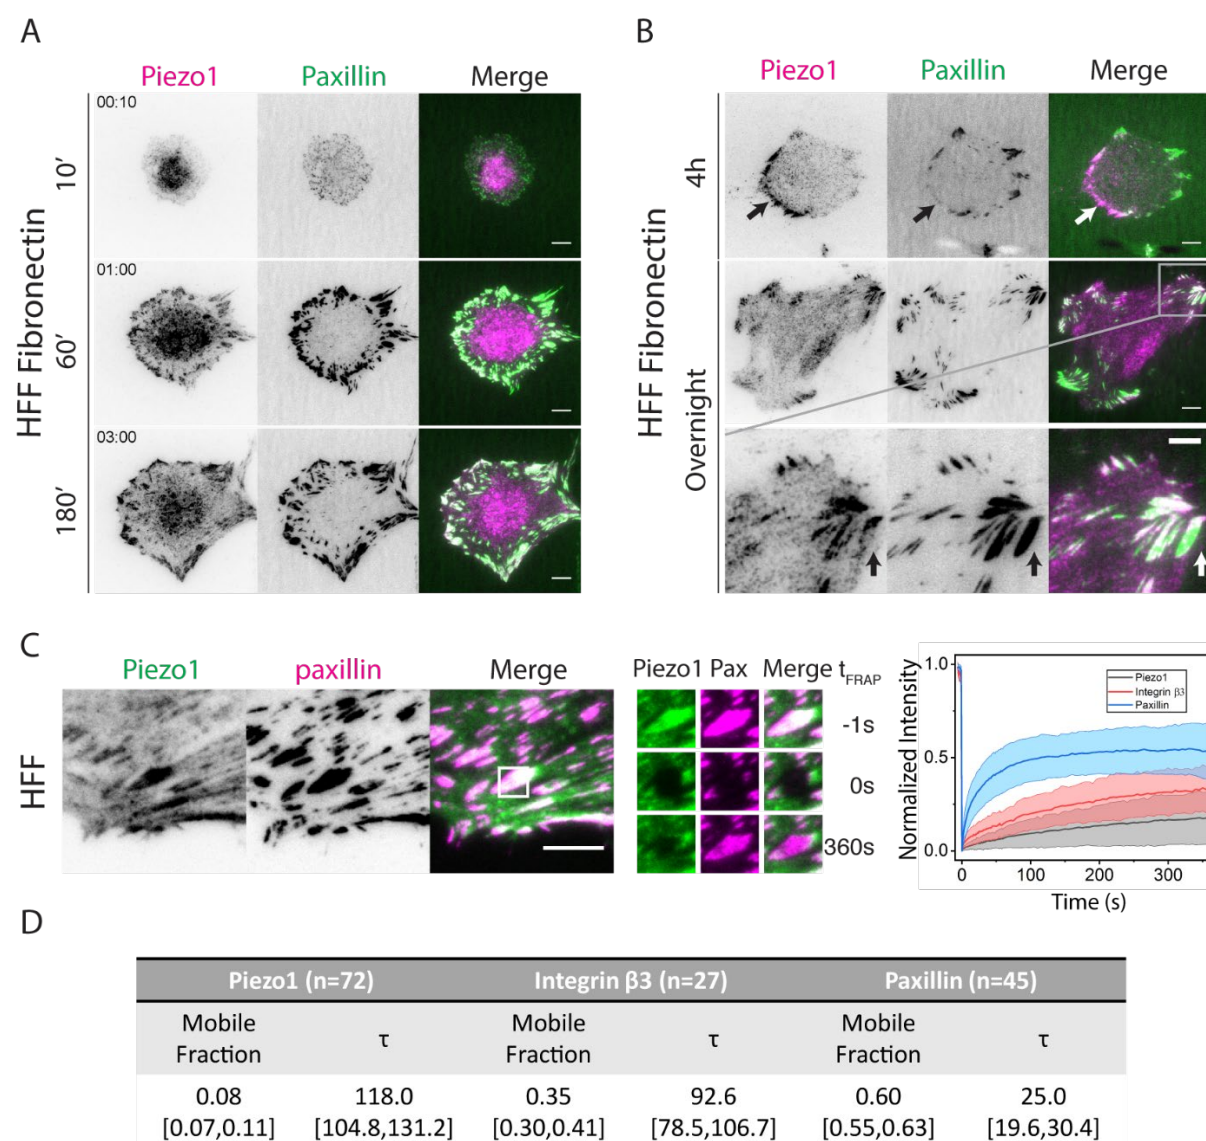 A
Piezo1 Paxillin Merge
HFF Fibronectin
10′
00:10
60′
01:00
180′
03:00
B
Piezo1 Paxillin Merge
HFF Fibronectin
4h
Overnight
C
Piezo1 paxillin Merge
HFF
Piezo1 Pax Merge tFRAP
-1s
0s
360s
Normalized Intensity
1.0
0.5
0.0
Piezo1
Integrin β3
Paxillin
0 100 200 300
Time (s)
D
Piezo1 (n=72) Integrin β3 (n=27) Paxillin (n=45)
Mobile Fraction τ Mobile Fraction τ Mobile Fraction τ
0.08 118.0 0.35 92.6 0.60 25.0
[0.07,0.11] [104.8,131.2] [0.30,0.41] [78.5,106.7] [0.55,0.63] [19.6,30.4]